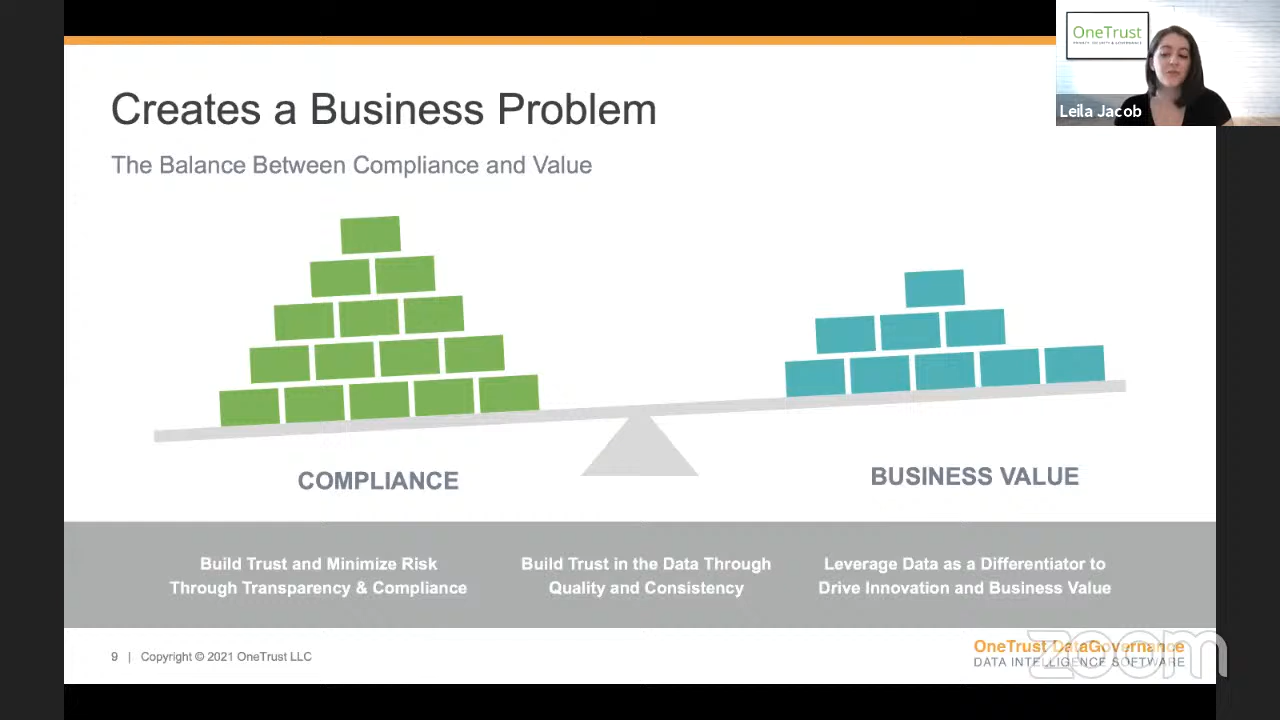 OneTrust
Leila Jacob
Creates a Business Problem
The Balance Between Compliance and Value
COMPLIANCE
BUSINESS VALUE
Build Trust and Minimize Risk
Through Transparency & Compliance
Build Trust in the Data Through
Quality and Consistency
Leverage Data as a Differentiator to
Drive Innovation and Business Value
9 | Copyright © 2021 OneTrust LLC
OneTrust DataGovernance
DATA INTELLIGENCE SOFTWARE
zoom